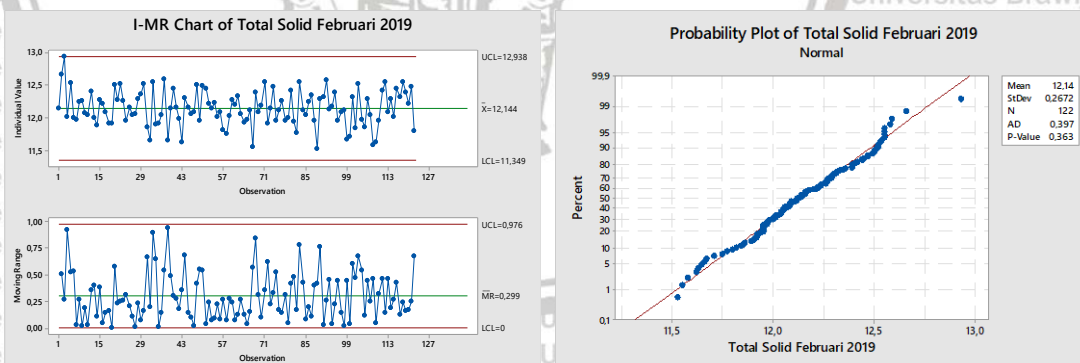 Universitas Braw
I-MR Chart of Total Solid Februari 2019
13,0
12,5
12,0
11,5
Individual Value
UCL=12,938
X=12,144
LCL=11,349
1 15 29 43 57 71 85 99 113 127
Observation
1,00
0,75
0,50
0,25
0,00
Moving Range
UCL=0,976
MR=0,299
LCL=0
1 15 29 43 57 71 85 99 113 127
Observation
Probability Plot of Total Solid Februari 2019
Normal
99,9
99
95
90
80
70
60
50
40
30
20
10
5
1
0,1
Percent
11,5 12,0 12,5 13,0
Total Solid Februari 2019
Mean 12,14
StDev 0,2672
N 122
AD 0,397
P-Value 0,363